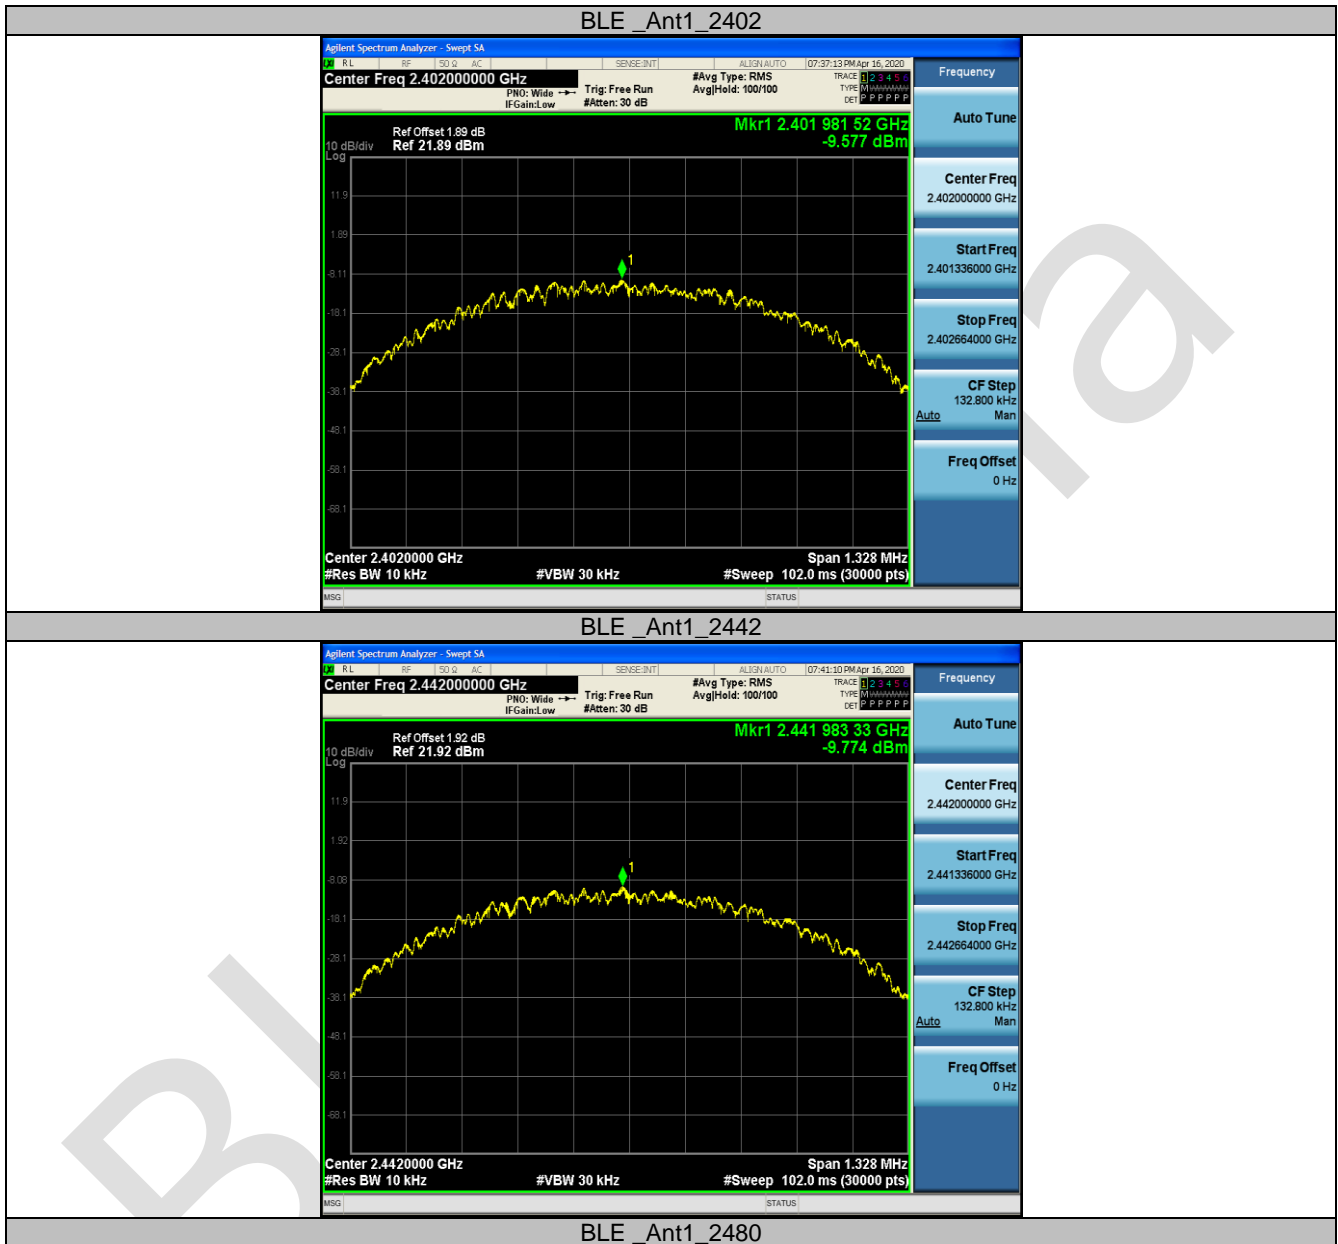 BLE _Ant1_2402
Agilent Spectrum Analyzer - Swept SA
RL RF 50 Ω AC SENSE:INT ALIGN AUTO 07:37:13 PM Apr 16, 2020
Center Freq 2.402000000 GHz
PNO: Wide
IFGain:Low
Trig: Free Run
#Atten: 30 dB
#Avg Type: RMS
Avg|Hold: 100/100
TRACE 1 2 3 4 5 6
TYPE M
DET P P P P P P
Frequency
Mkr1 2.401 981 52 GHz
-9.577 dBm
Ref Offset 1.89 dB
10 dB/div Ref 21.89 dBm
Log
11.9
1.89
-8.11
-18.1
-28.1
-38.1
-48.1
-58.1
-68.1
1
Center 2.4020000 GHz Span 1.328 MHz
#Res BW 10 kHz #VBW 30 kHz #Sweep 102.0 ms (30000 pts)
MSG STATUS
Auto Tune
Center Freq
2.402000000 GHz
Start Freq
2.401336000 GHz
Stop Freq
2.402664000 GHz
CF Step
132.800 kHz
Auto Man
Freq Offset
0 Hz
BLE _Ant1_2442
Agilent Spectrum Analyzer - Swept SA
RL RF 50 Ω AC SENSE:INT ALIGN AUTO 07:41:10 PM Apr 16, 2020
Center Freq 2.442000000 GHz
PNO: Wide
IFGain:Low
Trig: Free Run
#Atten: 30 dB
#Avg Type: RMS
Avg|Hold: 100/100
TRACE 1 2 3 4 5 6
TYPE M
DET P P P P P P
Frequency
Mkr1 2.441 983 33 GHz
-9.774 dBm
Ref Offset 1.92 dB
10 dB/div Ref 21.92 dBm
Log
11.9
1.92
-8.08
-18.1
-28.1
-38.1
-48.1
-58.1
-68.1
1
Center 2.4420000 GHz Span 1.328 MHz
#Res BW 10 kHz #VBW 30 kHz #Sweep 102.0 ms (30000 pts)
MSG STATUS
Auto Tune
Center Freq
2.442000000 GHz
Start Freq
2.441336000 GHz
Stop Freq
2.442664000 GHz
CF Step
132.800 kHz
Auto Man
Freq Offset
0 Hz
BLE _Ant1_2480